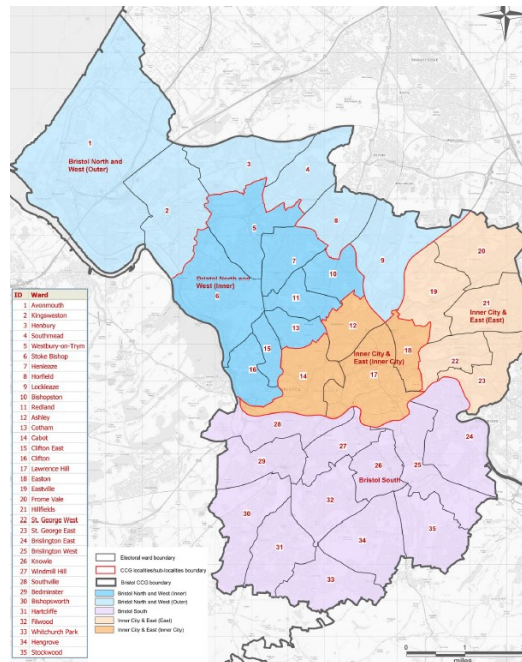 1
Bristol North and
West (Outer)
3
4
2
5
8
20
7
10
9
Bristol North and
West (Inner)
6
11
19
21
Inner City &
East (East)
13
12
15
Inner City &
East (Inner City)
18
22
16
14
17
23
28
27
24
29
26
25
Bristol South
32
30
34
35
31
33
ID Ward
1 Avonmouth
2 Kingsweston
3 Henbury
4 Southmead
5 Westbury-on-Trym
6 Stoke Bishop
7 Henleaze
8 Horfield
9 Lockleaze
10 Bishopston
11 Redland
12 Ashley
13 Cotham
14 Cabot
15 Clifton East
16 Clifton
17 Lawrence Hill
18 Easton
19 Eastville
20 Frome Vale
21 Hillfields
22 St. George West
23 St. George East
24 Brislington East
25 Brislington West
26 Knowle
27 Windmill Hill
28 Southville
29 Bedminster
30 Bishopsworth
31 Hartcliffe
32 Filwood
33 Whitchurch Park
34 Hengrove
35 Stockwood
Electoral ward boundary
CCG localities/sub-localities boundary
Bristol CCG boundary
Bristol North and West (Inner)
Bristol North and West (Outer)
Bristol South
Inner City & East (East)
Inner City & East (Inner City)
0 1
miles